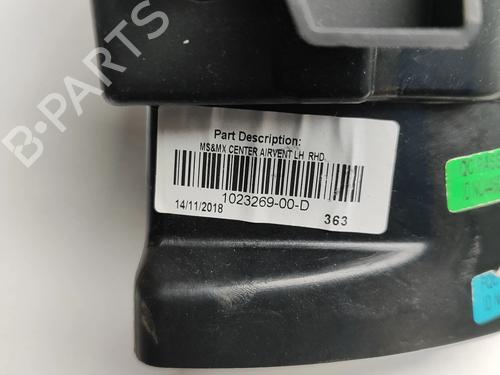 B-PARTS
Part Description:
MS&MX CENTER AIRVENT LH RHD
1023269-00-D
14/11/2018
363